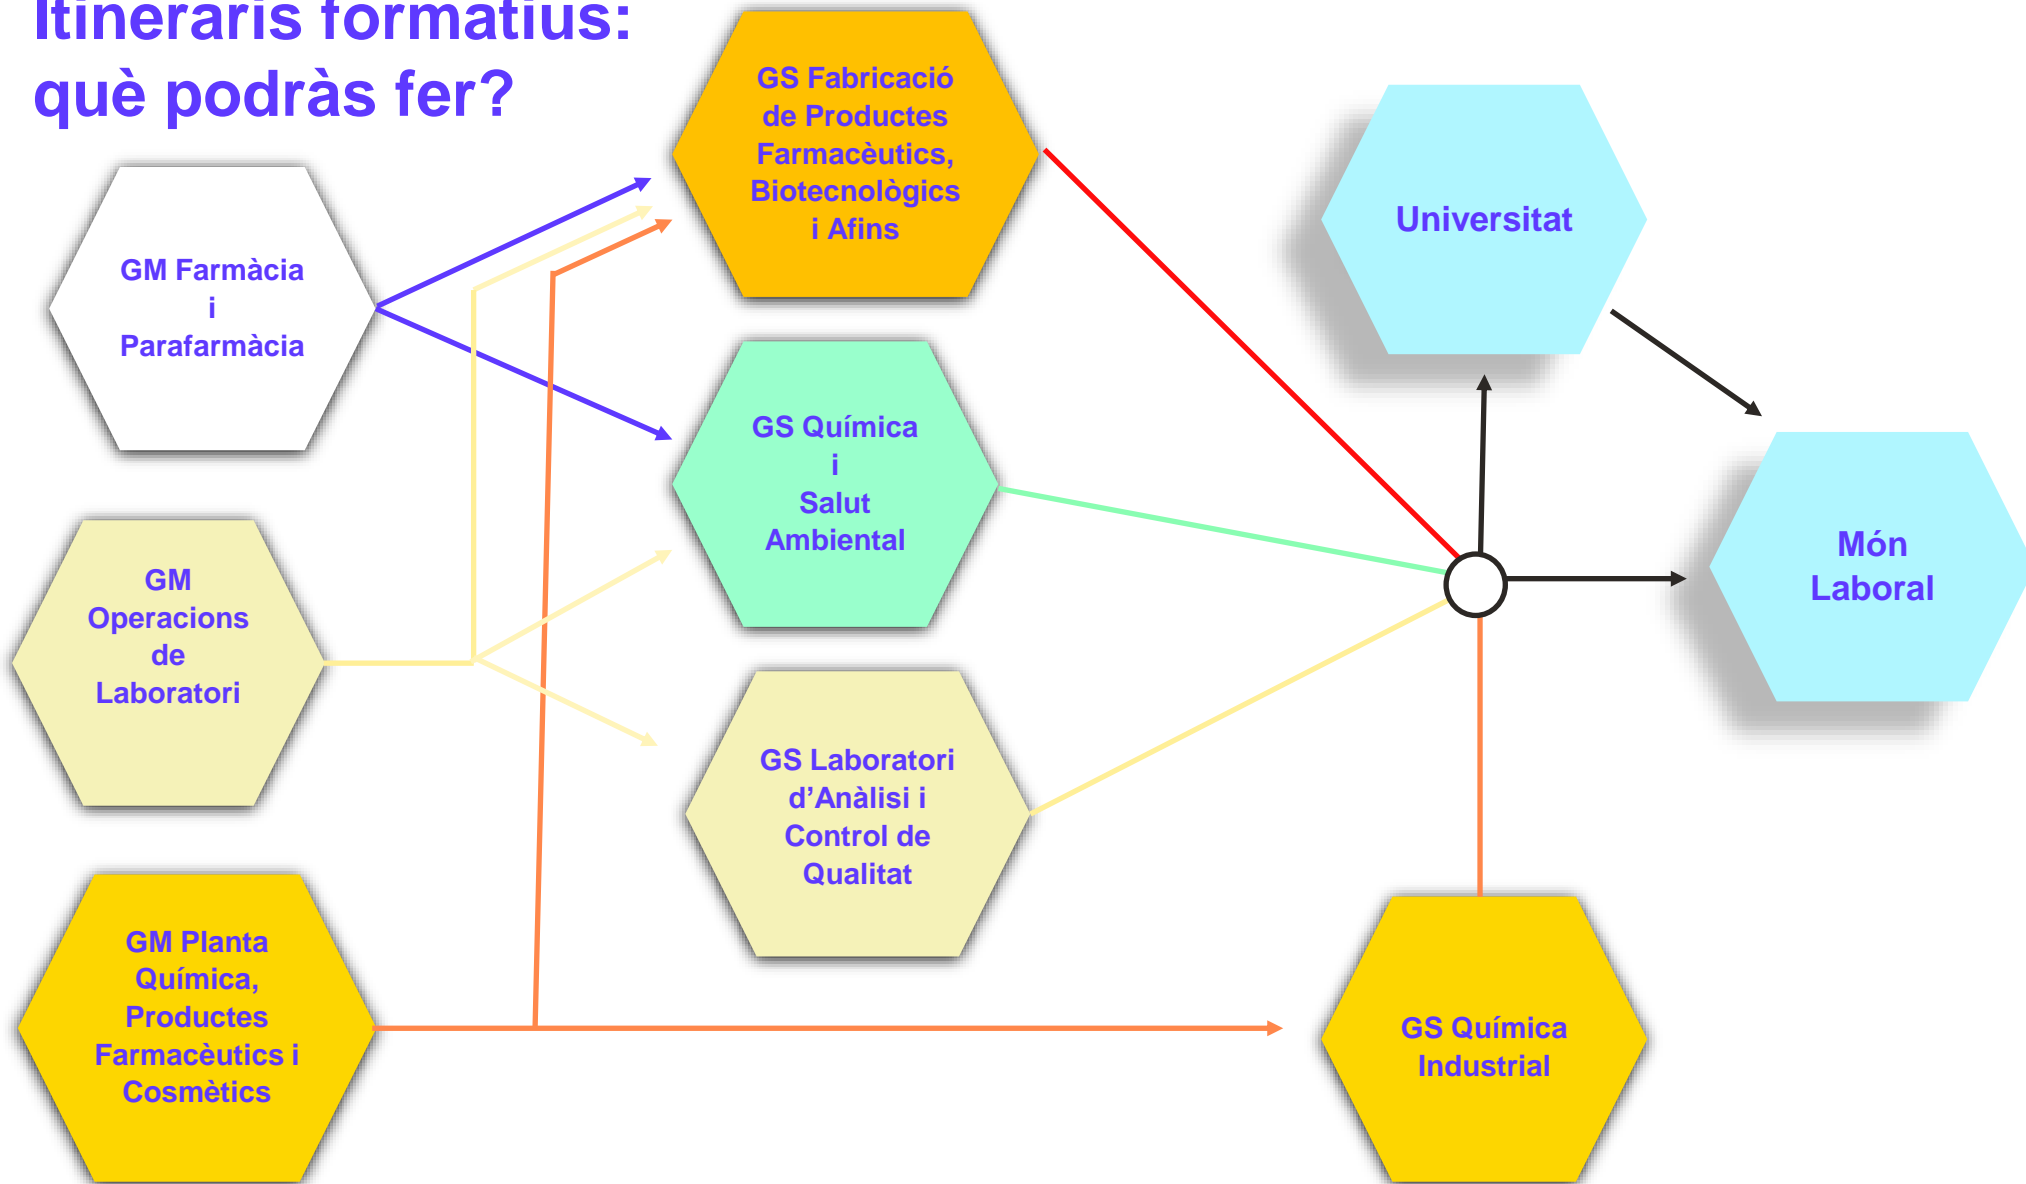 Itineraris formatius:
què podràs fer?
GM Farmàcia
i
Parafarmàcia
GM
Operacions
de
Laboratori
GM Planta
Química,
Productes
Farmacèutics i
Cosmètics
GS Fabricació
de Productes
Farmacèutics,
Biotecnològics
i Afins
GS Química
i
Salut
Ambiental
GS Laboratori
d’Anàlisi i
Control de
Qualitat
Universitat
Món
Laboral
GS Química
Industrial